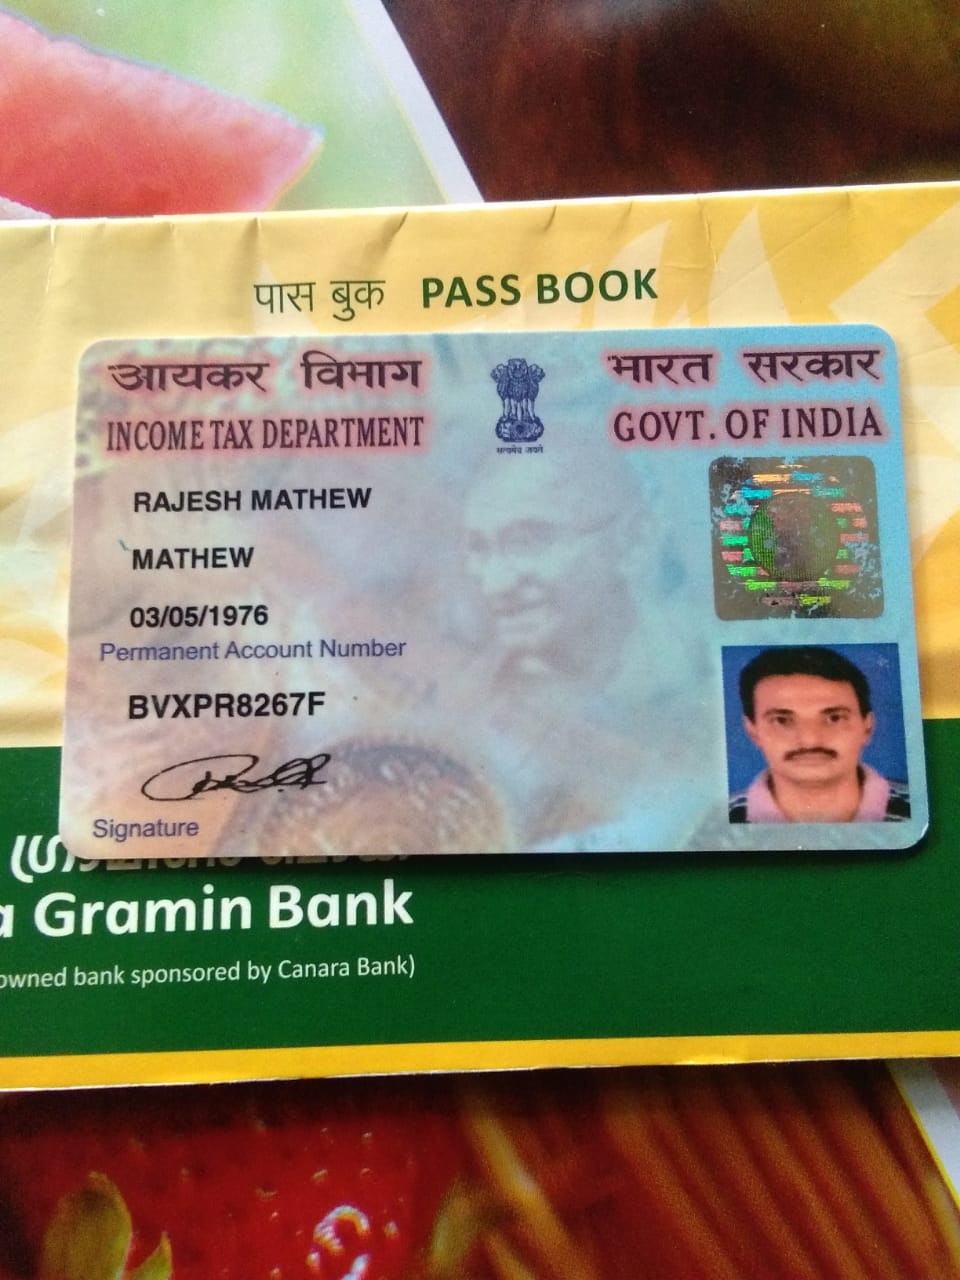 पास बुक PASS BOOK
आयकर विभाग
INCOME TAX DEPARTMENT
सत्यमेव जयते
भारत सरकार
GOVT. OF INDIA
RAJESH MATHEW
MATHEW
03/05/1976
Permanent Account Number
BVXPR8267F
Signature
a Gramin Bank
owned bank sponsored by Canara Bank)